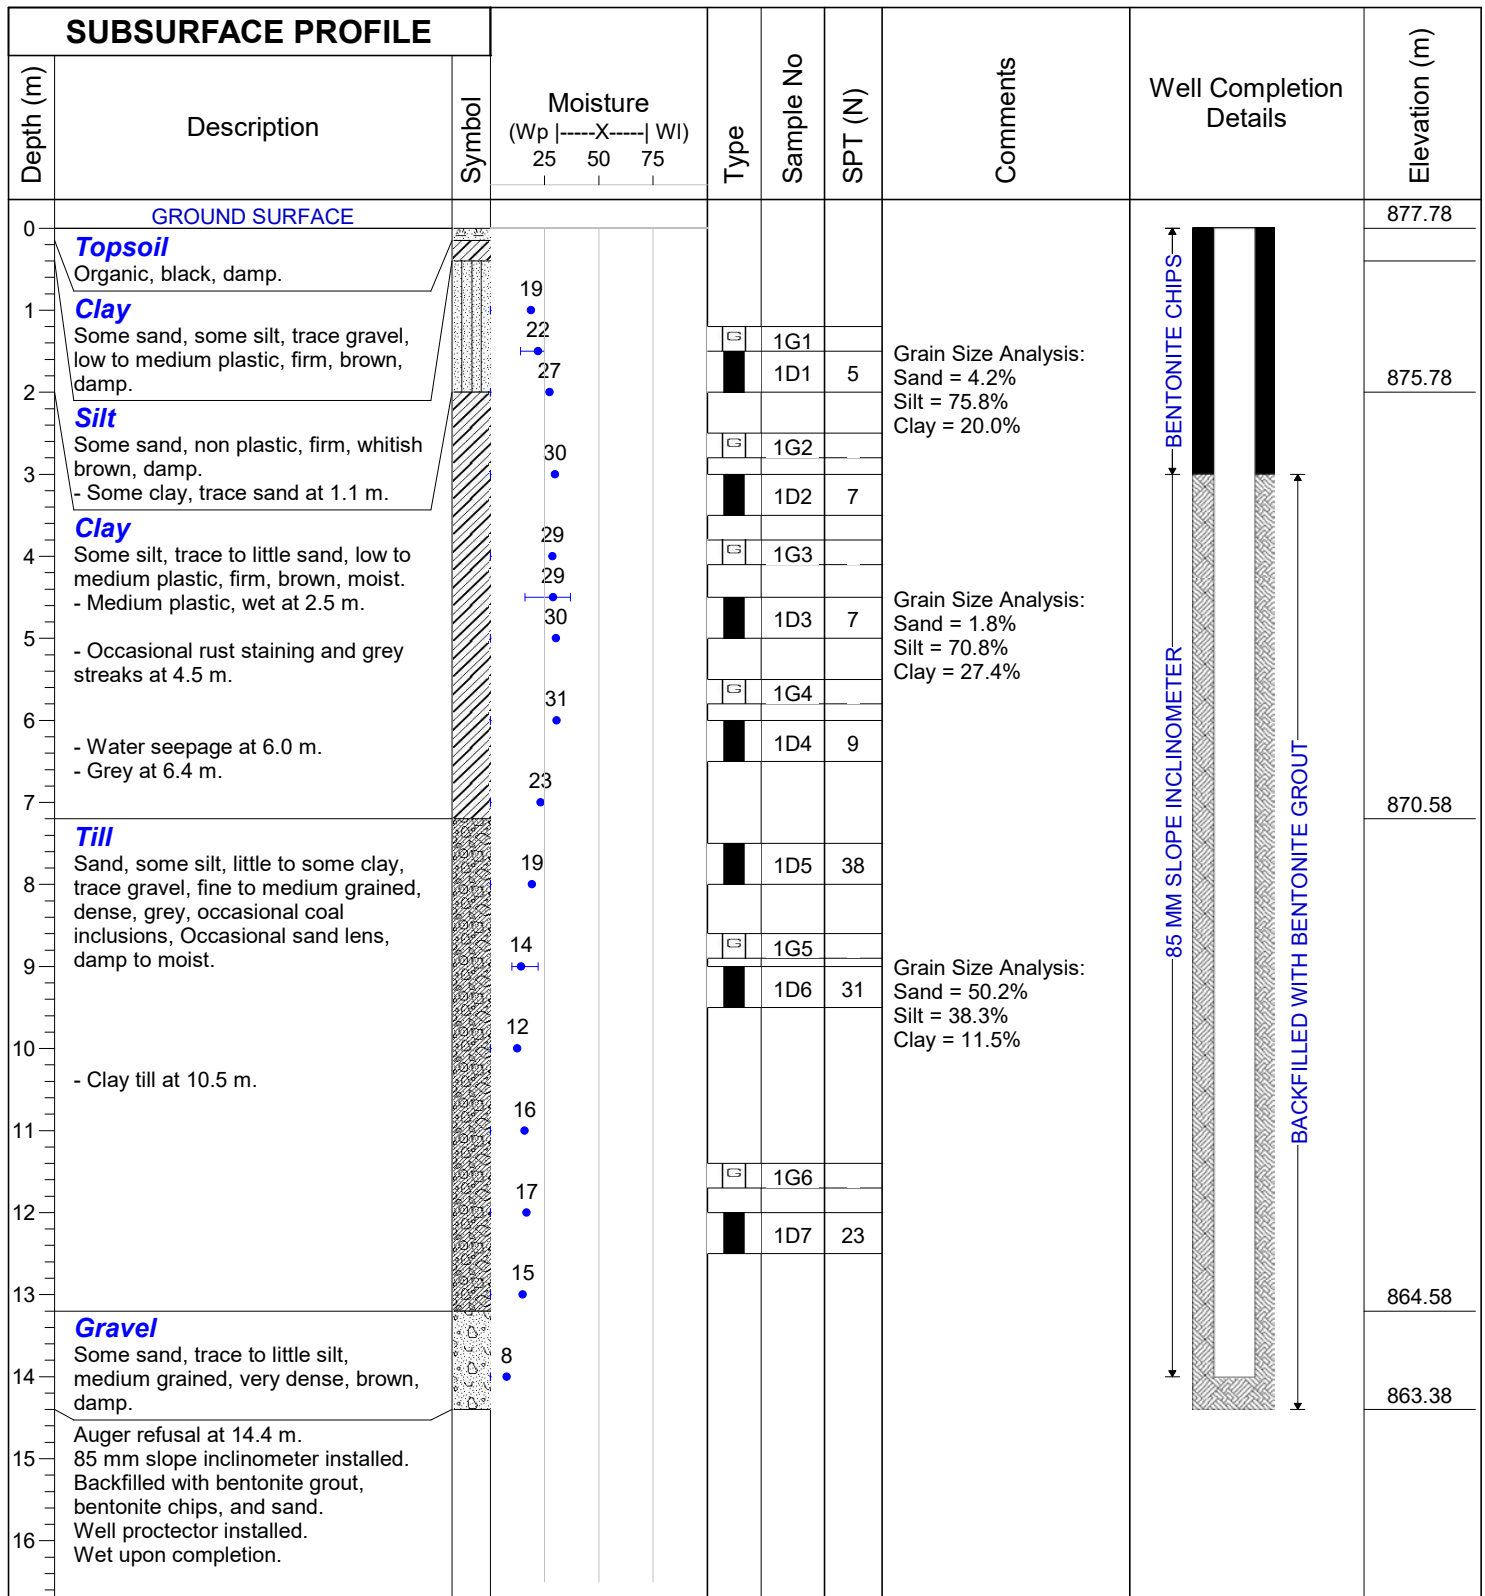 SUBSURFACE PROFILE
Depth (m)
Description
Symbol
Moisture
(Wp |-----X-----| Wl)
25 50 75
Type
Sample No
SPT (N)
Comments
Well Completion
Details
Elevation (m)
GROUND SURFACE
877.78
0
Topsoil
Organic, black, damp.
Clay
Some sand, some silt, trace gravel,
low to medium plastic, firm, brown,
damp.
Silt
Some sand, non plastic, firm, whitish
brown, damp.
- Some clay, trace sand at 1.1 m.
Clay
Some silt, trace to little sand, low to
medium plastic, firm, brown, moist.
- Medium plastic, wet at 2.5 m.
- Occasional rust staining and grey
streaks at 4.5 m.
- Water seepage at 6.0 m.
- Grey at 6.4 m.
Till
Sand, some silt, little to some clay,
trace gravel, fine to medium grained,
dense, grey, occasional coal
inclusions, Occasional sand lens,
damp to moist.
- Clay till at 10.5 m.
Gravel
Some sand, trace to little silt,
medium grained, very dense, brown,
damp.
Auger refusal at 14.4 m.
85 mm slope inclinometer installed.
Backfilled with bentonite grout,
bentonite chips, and sand.
Well proctector installed.
Wet upon completion.
1
2
3
4
5
6
7
8
9
10
11
12
13
14
15
16
19
22
27
30
29
29
30
31
23
19
14
12
16
17
15
8
G 1G1
1D1 5
G 1G2
1D2 7
G 1G3
1D3 7
G 1G4
1D4 9
1D5 38
G 1G5
1D6 31
G 1G6
1D7 23
Grain Size Analysis:
Sand = 4.2%
Silt = 75.8%
Clay = 20.0%
Grain Size Analysis:
Sand = 1.8%
Silt = 70.8%
Clay = 27.4%
Grain Size Analysis:
Sand = 50.2%
Silt = 38.3%
Clay = 11.5%
BENTONITE CHIPS
85 MM SLOPE INCLINOMETER
BACKFILLED WITH BENTONITE GROUT
875.78
870.58
864.58
863.38